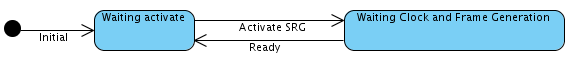 Waiting activate
Waiting Clock and Frame Generation
Initial
Activate SRG
Ready